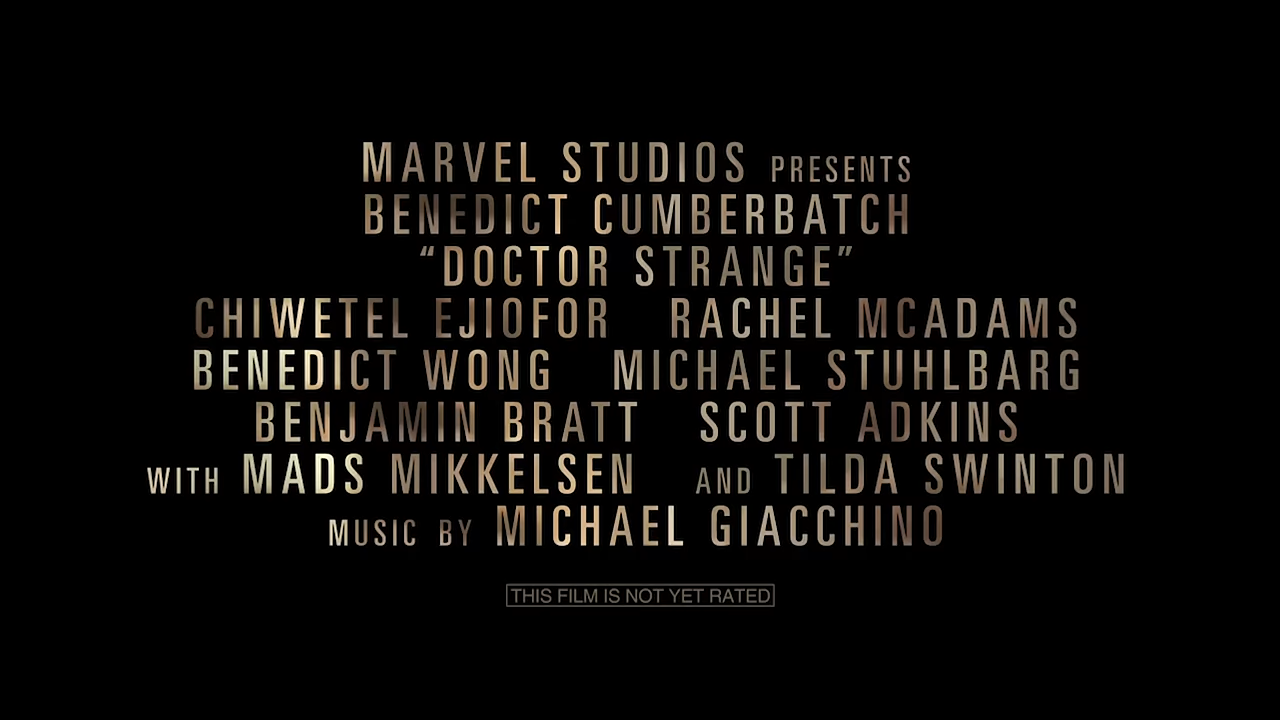 MARVEL STUDIOS PRESENTS
BENEDICT CUMBERBATCH
“DOCTOR STRANGE”
CHIWETEL EJIOFOR RACHEL MCADAMS
BENEDICT WONG MICHAEL STUHLBARG
BENJAMIN BRATT SCOTT ADKINS
WITH MADS MIKKELSEN AND TILDA SWINTON
MUSIC BY MICHAEL GIACCHINO
THIS FILM IS NOT YET RATED